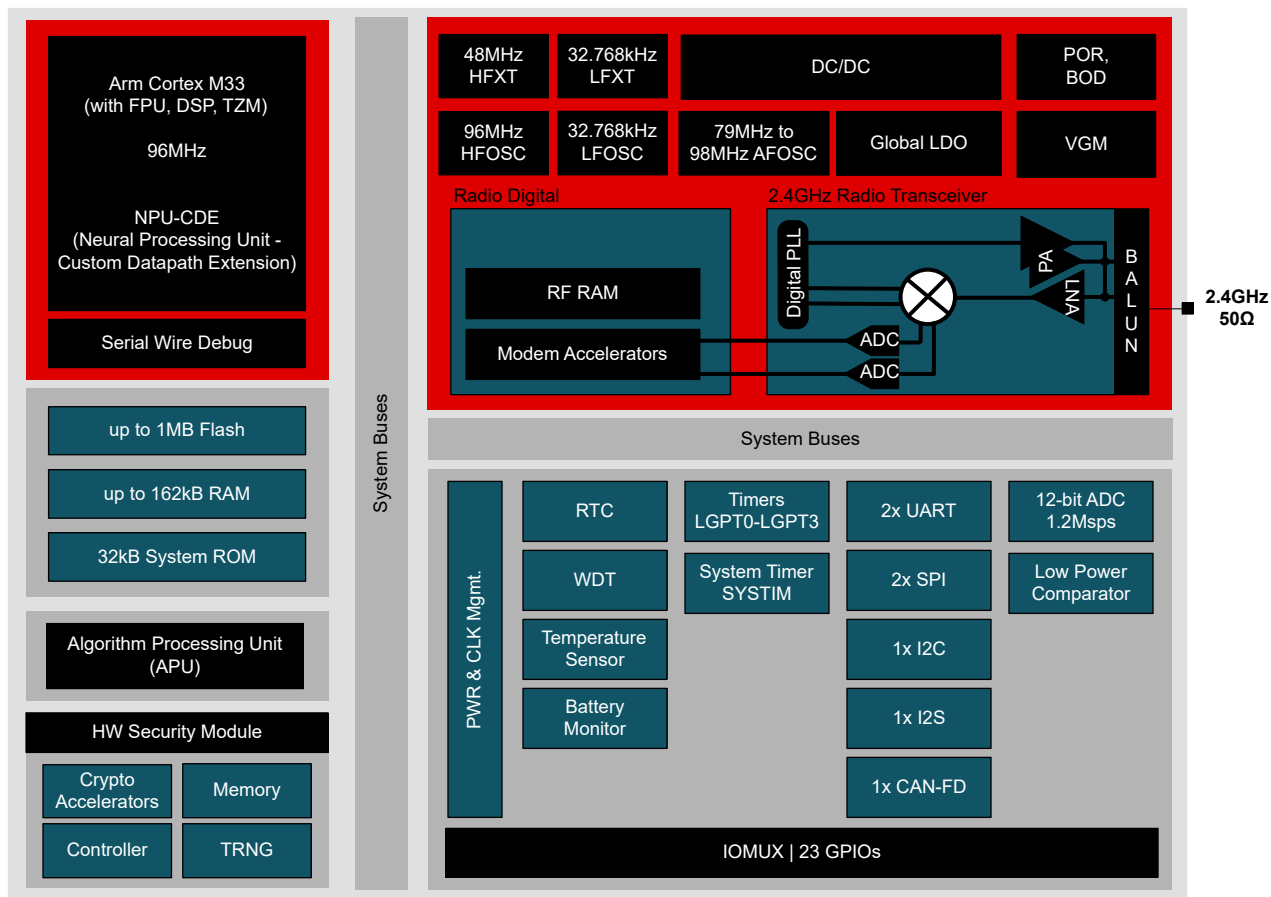 Arm Cortex M33
(with FPU, DSP, TZM)
96MHz
NPU-CDE
(Neural Processing Unit -
Custom Datapath Extension)
Serial Wire Debug
up to 1MB Flash
up to 162kB RAM
32kB System ROM
Algorithm Processing Unit
(APU)
HW Security Module
Crypto
Accelerators
Memory
Controller
TRNG
System Buses
48MHz
HFXT
32.768kHz
LFXT
DC/DC
POR,
BOD
96MHz
HFOSC
32.768kHz
LFOSC
79MHz to
98MHz AFOSC
Global LDO
VGM
Radio Digital
RF RAM
Modem Accelerators
2.4GHz Radio Transceiver
Digital PLL
ADC
ADC
PA
LNA
BALUN
2.4GHz
50Ω
System Buses
PWR & CLK Mgmt.
RTC
WDT
Temperature
Sensor
Battery
Monitor
Timers
LGPT0-LGPT3
System Timer
SYSTIM
2x UART
2x SPI
1x I2C
1x I2S
1x CAN-FD
12-bit ADC
1.2Msps
Low Power
Comparator
IOMUX | 23 GPIOs